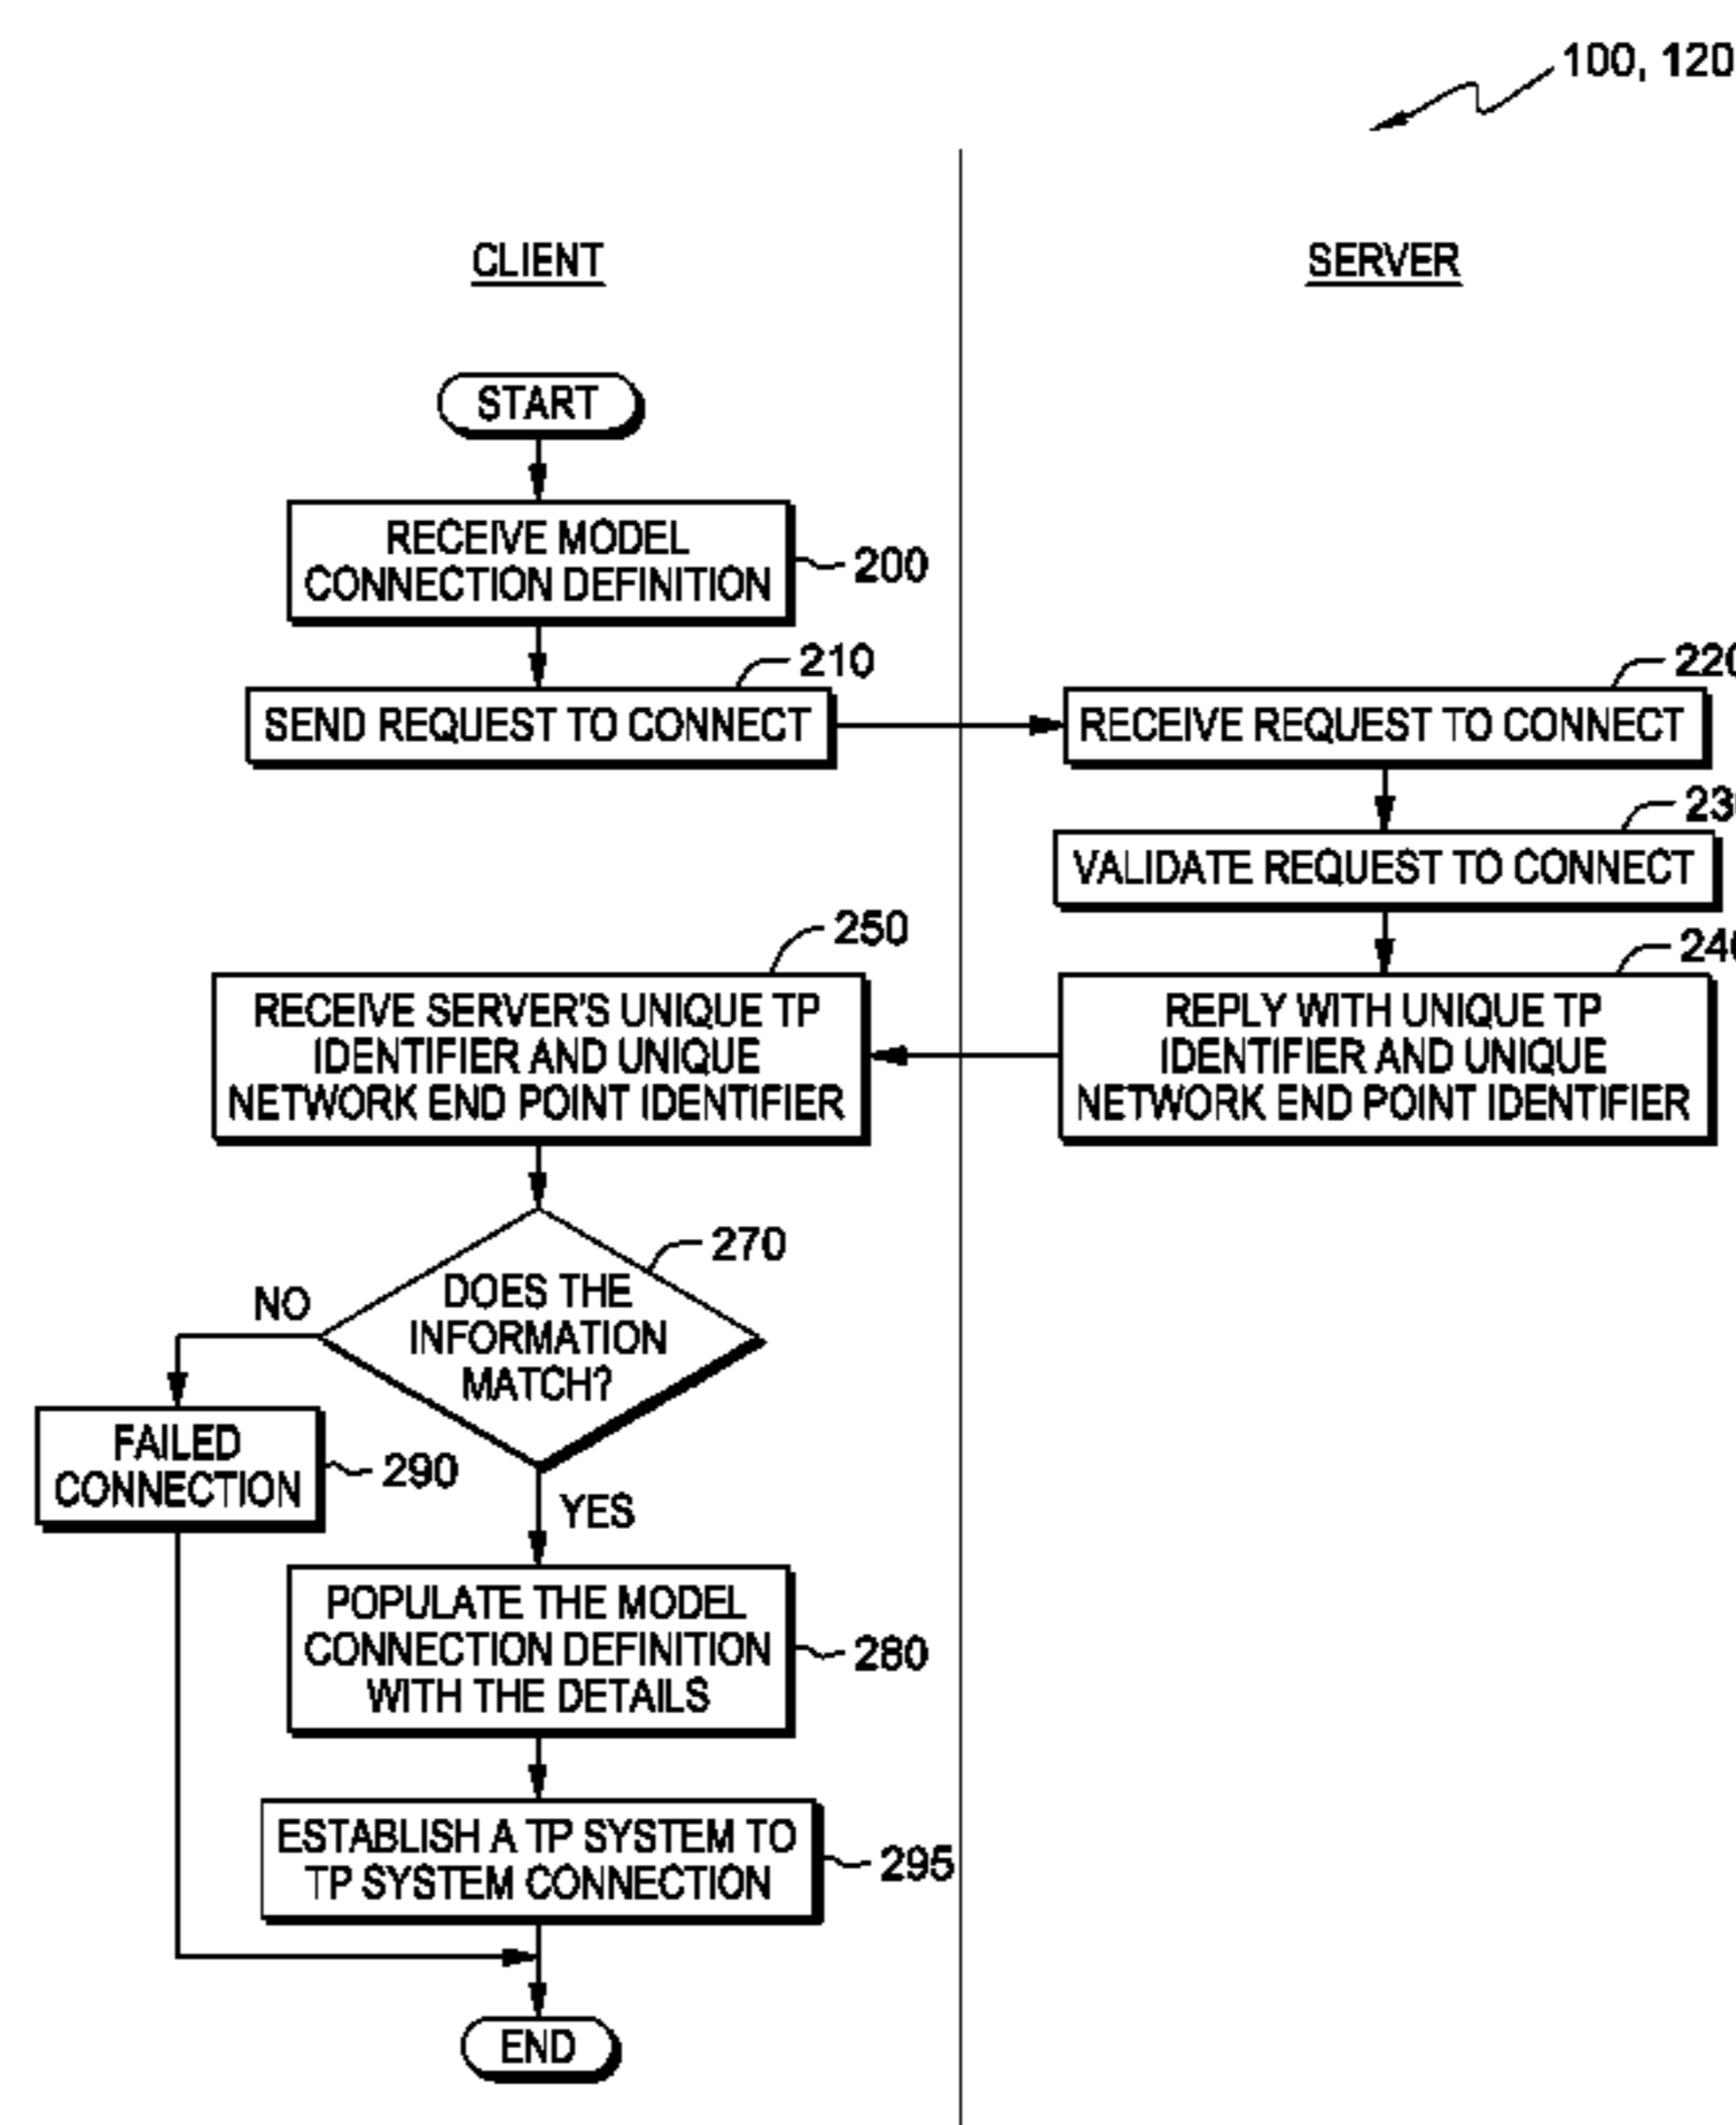 100, 120
CLIENT
SERVER
START
RECEIVE MODEL
CONNECTION DEFINITION
200
210
SEND REQUEST TO CONNECT
220
RECEIVE REQUEST TO CONNECT
23
VALIDATE REQUEST TO CONNECT
240
REPLY WITH UNIQUE TP
IDENTIFIER AND UNIQUE
NETWORK END POINT IDENTIFIER
250
RECEIVE SERVER'S UNIQUE TP
IDENTIFIER AND UNIQUE
NETWORK END POINT IDENTIFIER
270
DOES THE
INFORMATION
MATCH?
NO
FAILED
CONNECTION
290
YES
POPULATE THE MODEL
CONNECTION DEFINITION
WITH THE DETAILS
280
ESTABLISH A TP SYSTEM TO
TP SYSTEM CONNECTION
295
END